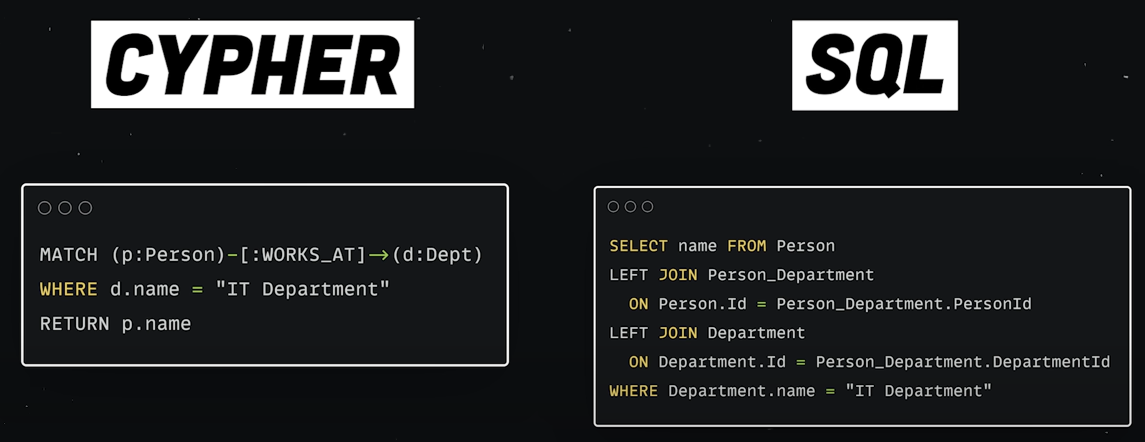 CYPHER
MATCH (p:Person)-[:WORKS_AT]->(d:Dept)
WHERE d.name = "IT Department"
RETURN p.name
SQL
SELECT name FROM Person
LEFT JOIN Person_Department
ON Person.Id = Person_Department.PersonId
LEFT JOIN Department
ON Department.Id = Person_Department.DepartmentId
WHERE Department.name = "IT Department"